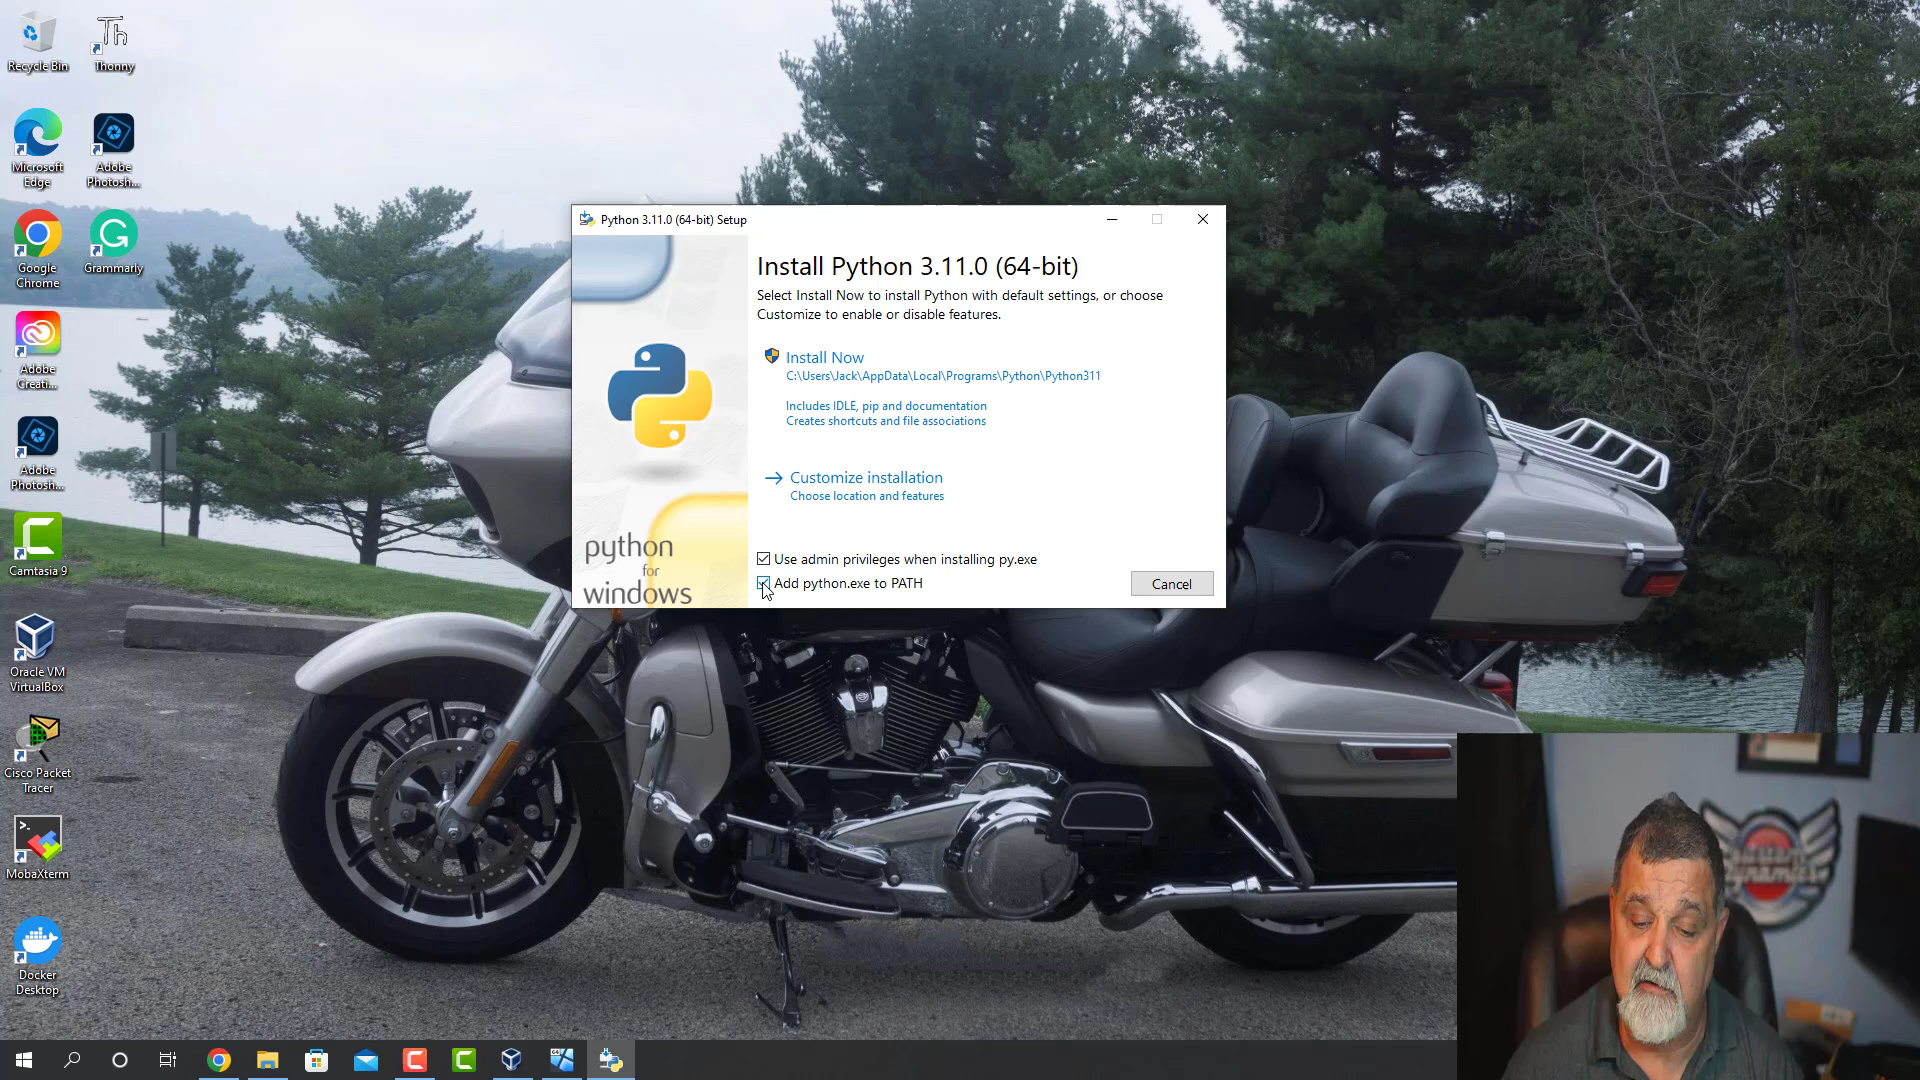 Recycle Bin
Thonny
Microsoft
Edge
Adobe
Photosh...
Google
Chrome
Grammarly
Adobe
Creati...
Adobe
Photosh...
Camtasia 9
Oracle VM
VirtualBox
Cisco Packet
Tracer
MobaXterm
Docker
Desktop
Th
Python 3.11.0 (64-bit) Setup
Install Python 3.11.0 (64-bit)
Select Install Now to install Python with default settings, or choose
Customize to enable or disable features.
Install Now
C:\Users\Jack\AppData\Local\Programs\Python\Python311
Includes IDLE, pip and documentation
Creates shortcuts and file associations
Customize installation
Choose location and features
python
for
windows
Use admin privileges when installing py.exe
Add python.exe to PATH
Cancel